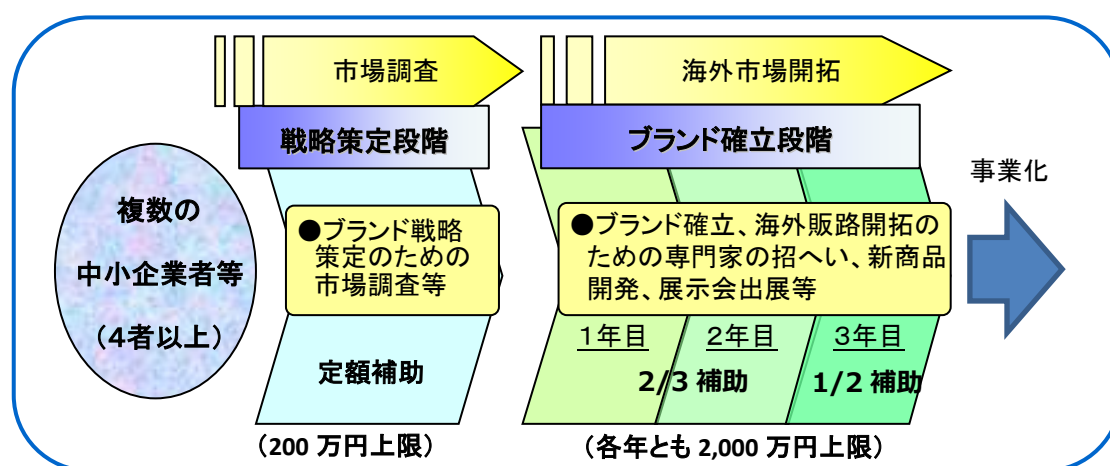 市場調査
海外市場開拓
戦略策定段階
ブランド確立段階
事業化
複数の
中小企業者等
（4者以上）
●ブランド戦略
策定のための
市場調査等
●ブランド確立、海外販路開拓の
ための専門家の招へい、新商品
開発、展示会出展等
1年目
2年目
3年目
定額補助
2/3 補助
1/2 補助
（200 万円上限）
（各年とも 2,000 万円上限）